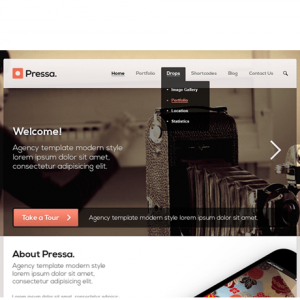 Pressa.
Home Portfolio Drops Shortcodes Blog Contact Us
Image Gallery
Portfolio
Location
Statistics
Welcome!
Agency template modern style
lorem ipsum dolor sit amet,
consectetur adipisicing elit.
Take a Tour
Agency template modern style lorem ipsum dolor sit amet.
About Pressa.
Agency template modern style
lorem ipsum dolor sit amet,
consectetur adipisicing elit.